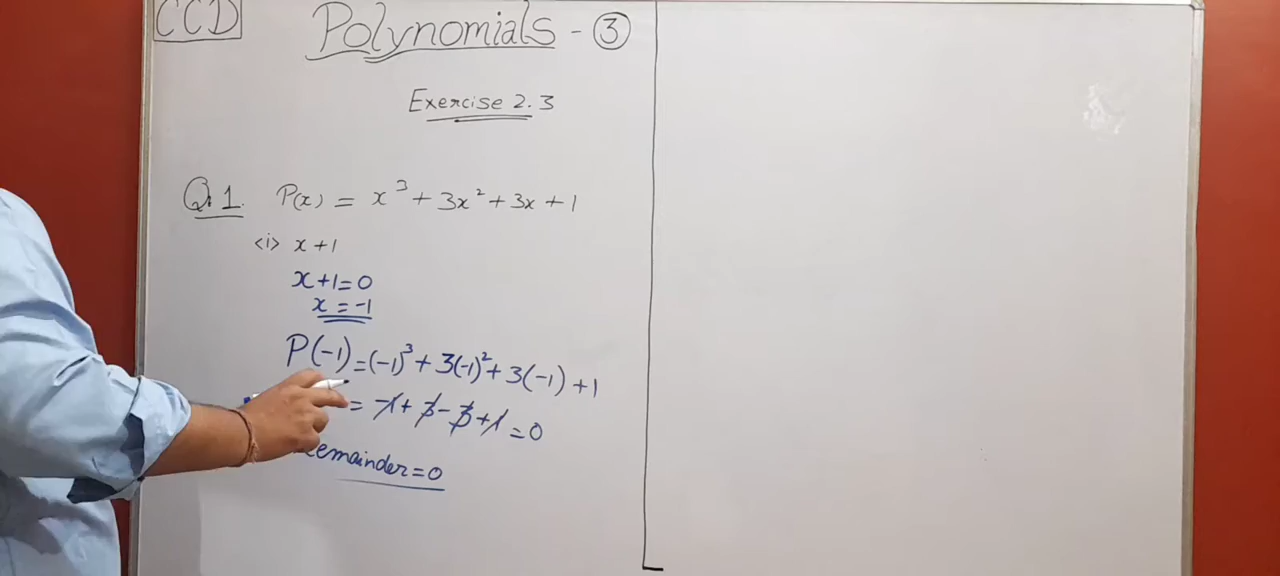 CCD
Polynomials - ③
Exercise 2.3
Q.1. P(x) = x³ + 3x² + 3x + 1
<i> x + 1
x + 1 = 0
x = -1
P(-1) = (-1)³ + 3(-1)² + 3(-1) + 1
= -1 + 3 - 3 + 1 = 0
Remainder = 0